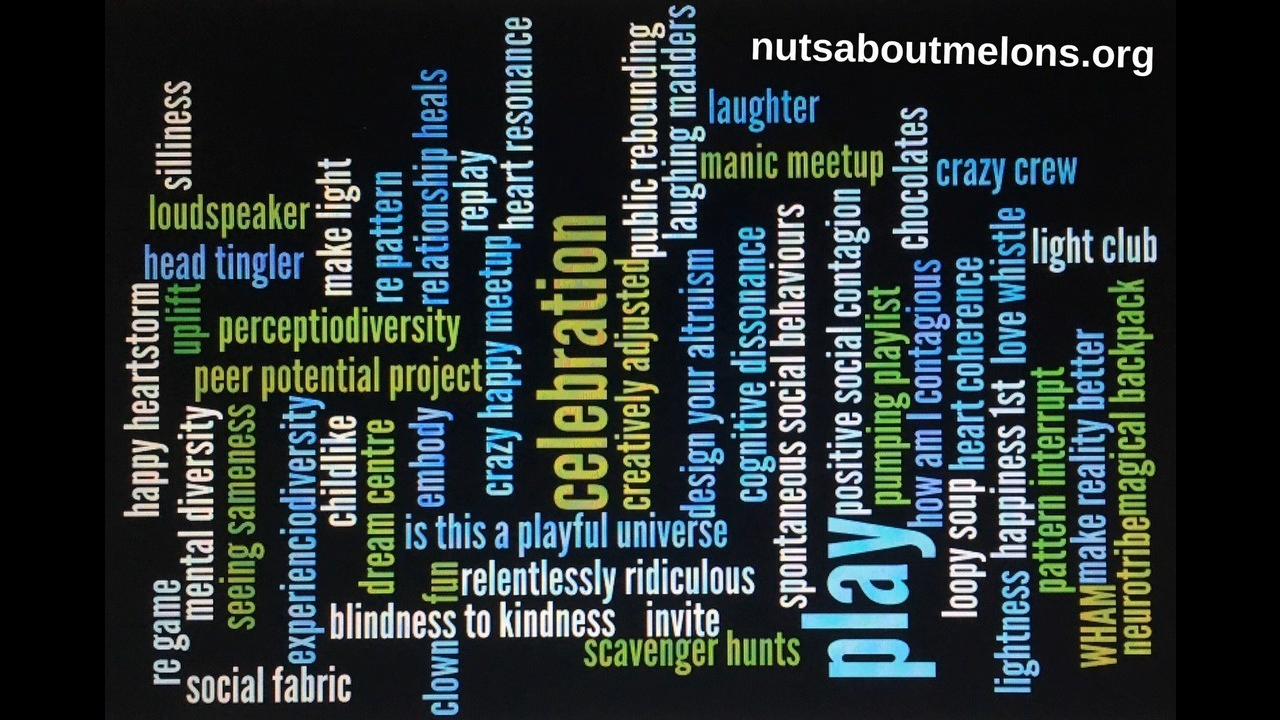 nutsaboutmelons.org
silliness
loudspeaker
head tingler
make light
re pattern
relationship heals
replay
heart resonance
public rebounding
laughing madders
laughter
manic meetup
chocolates
crazy crew
light club
happy heartstorm
uplift
perceptiodiversity
peer potential project
crazy happy meetup
celebration
creatively adjusted
design your altruism
cognitive dissonance
spontaneous social behaviours
positive social contagion
pumping playlist
how am I contagious
heart coherence
love whistle
mental diversity
seeing sameness
experienciodiversity
childlike
dream centre
embody
is this a playful universe
fun
relentlessly ridiculous
blindness to kindness
invite
scavenger hunts
play
loopy soup
happiness 1st
lightness
pattern interrupt
make reality better
WHAM
neurotribemagical backpack
re game
social fabric
clown